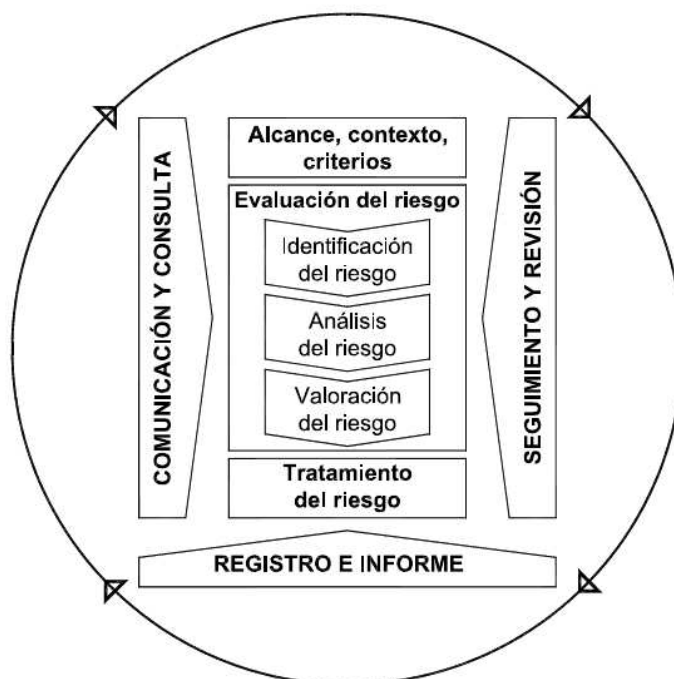 Alcance, contexto,
criterios
Evaluación del riesgo
Identificación
del riesgo
Análisis
del riesgo
Valoración
del riesgo
Tratamiento
del riesgo
COMUNICACIÓN Y CONSULTA
SEGUIMIENTO Y REVISIÓN
REGISTRO E INFORME